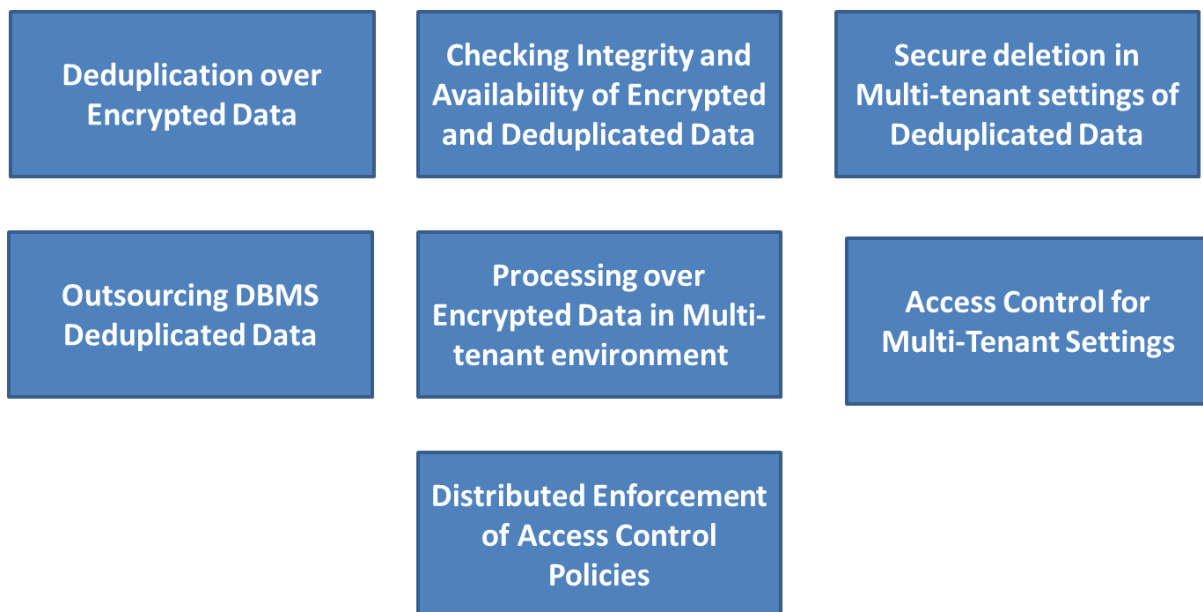 Deduplication over
Encrypted Data
Checking Integrity and
Availability of Encrypted
and Deduplicated Data
Secure deletion in
Multi-tenant settings of
Deduplicated Data
Outsourcing DBMS
Deduplicated Data
Processing over
Encrypted Data in Multi-
tenant environment
Access Control for
Multi-Tenant Settings
Distributed Enforcement
of Access Control
Policies